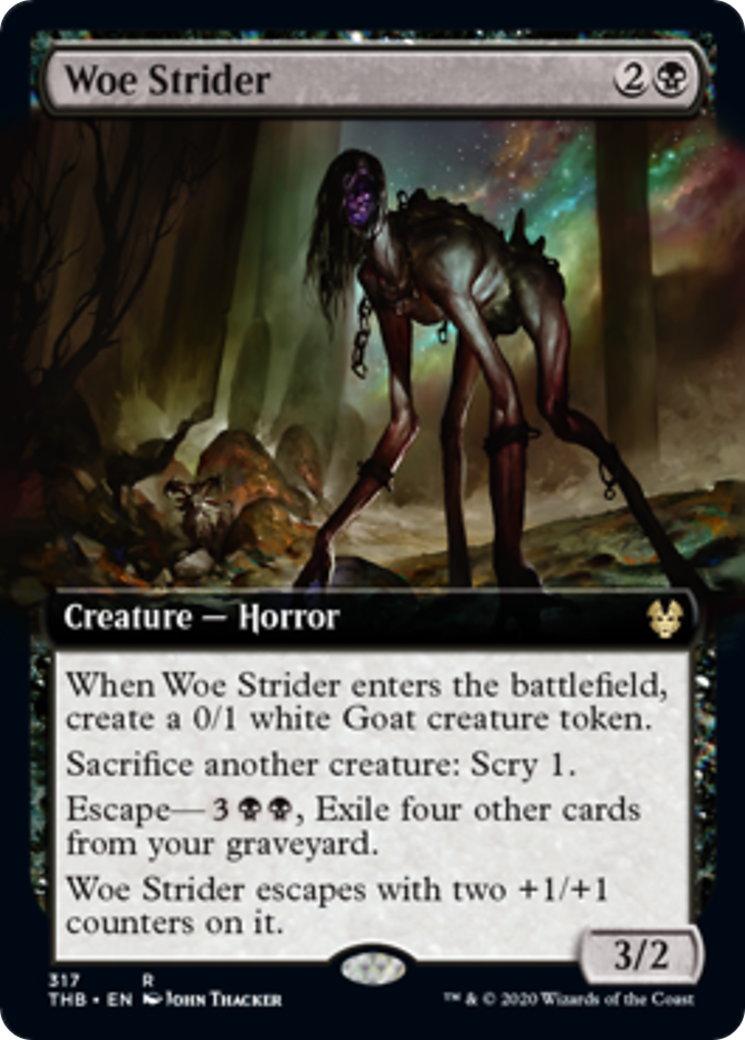 Woe Strider 2
Creature — Horror
When Woe Strider enters the battlefield,
create a 0/1 white Goat creature token.
Sacrifice another creature: Scry 1.
Escape—3, Exile four other cards
from your graveyard.
Woe Strider escapes with two +1/+1
counters on it.
3/2
317 R
THB • EN John Thacker
™ & © 2020 Wizards of the Coast